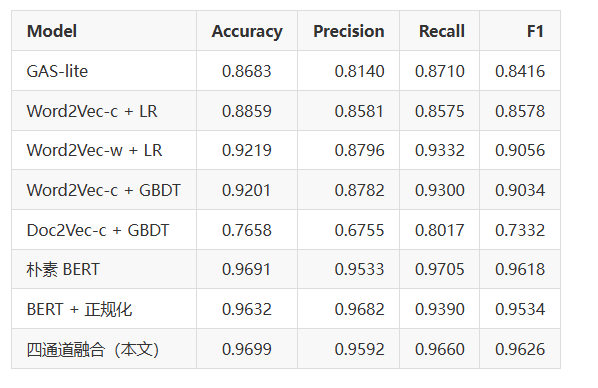 Model Accuracy Precision Recall F1
GAS-lite 0.8683 0.8140 0.8710 0.8416
Word2Vec-c + LR 0.8859 0.8581 0.8575 0.8578
Word2Vec-w + LR 0.9219 0.8796 0.9332 0.9056
Word2Vec-c + GBDT 0.9201 0.8782 0.9300 0.9034
Doc2Vec-c + GBDT 0.7658 0.6755 0.8017 0.7332
朴素 BERT 0.9691 0.9533 0.9705 0.9618
BERT + 正规化 0.9632 0.9682 0.9390 0.9534
四通道融合（本文） 0.9699 0.9592 0.9660 0.9626